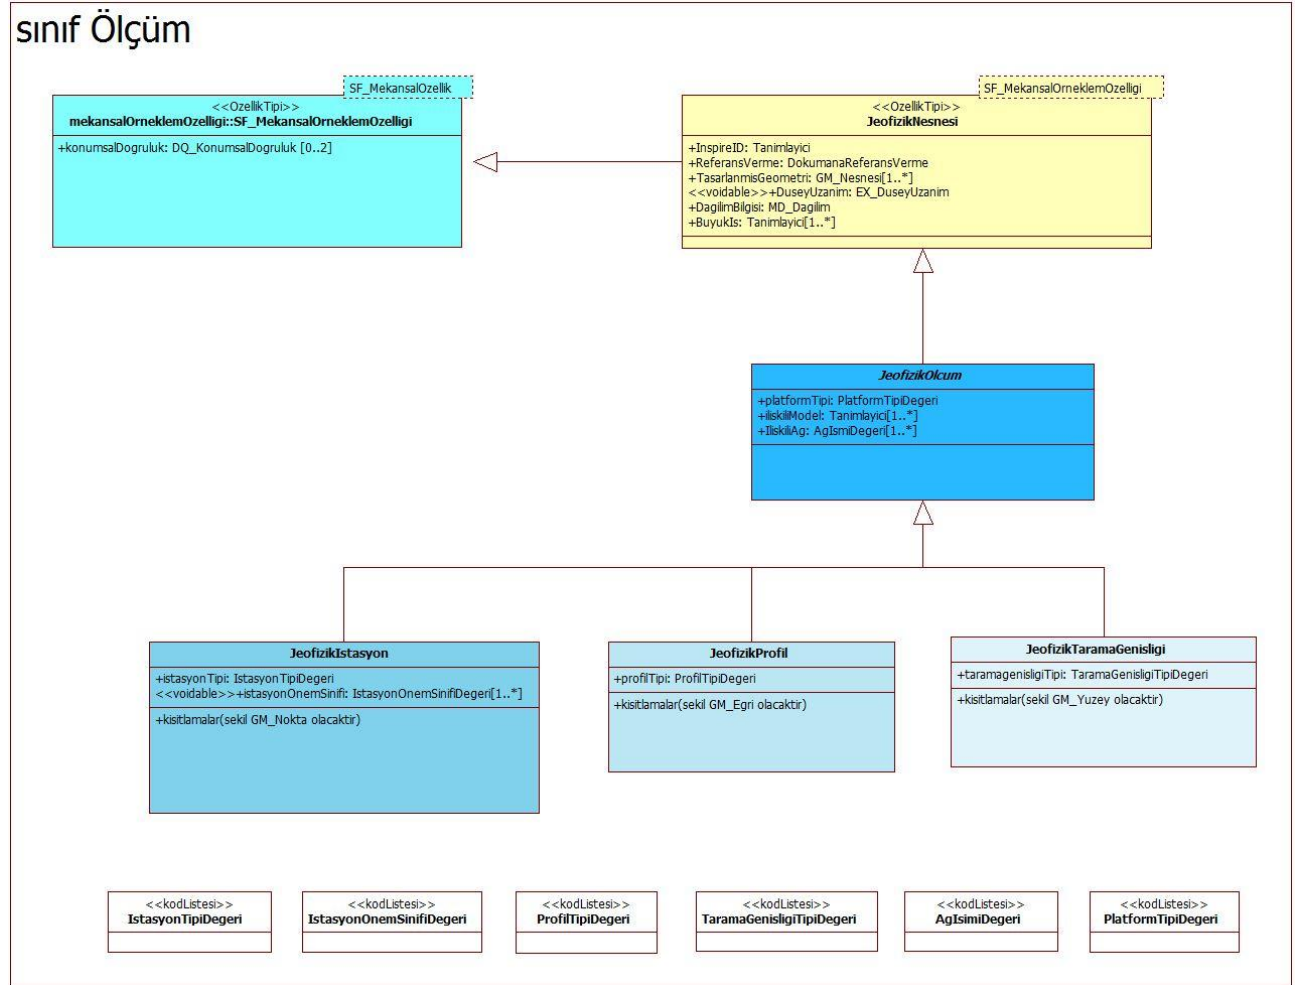 sınıf Ölçüm
SF_MekansalOzellik
<<OzellikTipi>>
mekansalOrneklemOzelligi::SF_MekansalOrneklemOzelligi
+konumsalDogruluk: DQ_KonumsalDogruluk [0..2]
SF_MekansalOrneklemOzelligi
<<OzellikTipi>>
JeofizikNesnesi
+InspireID: Tanimlayici
+ReferansVerme: DokumanaReferansVerme
+TasarlanmisGeometri: GM_Nesnesi[1..*]
<<voidable>>+DuseyUzanim: EX_DuseyUzanim
+DagilimBilgisi: MD_Dagilim
+BuyukIs: Tanimlayici[1..*]
JeofizikOlcum
+platformTipi: PlatformTipiDegeri
+iliskiliModel: Tanimlayici[1..*]
+IliskiliAg: AgIsmiDegeri[1..*]
JeofizikIstasyon
+istasyonTipi: IstasyonTipiDegeri
<<voidable>>+istasyonOnemSinifi: IstasyonOnemSinifiDegeri[1..*]
+kisitlamalar(sekil GM_Nokta olacaktir)
JeofizikProfil
+profilTipi: ProfilTipiDegeri
+kisitlamalar(sekil GM_Egri olacaktir)
JeofizikTaramaGenisligi
+taramagenisligiTipi: TaramaGenisligiTipiDegeri
+kisitlamalar(sekil GM_Yuzey olacaktir)
<<kodListesi>>
IstasyonTipiDegeri
<<kodListesi>>
IstasyonOnemSinifiDegeri
<<kodListesi>>
ProfilTipiDegeri
<<kodListesi>>
TaramaGenisligiTipiDegeri
<<kodListesi>>
AgIsimiDegeri
<<kodListesi>>
PlatformTipiDegeri